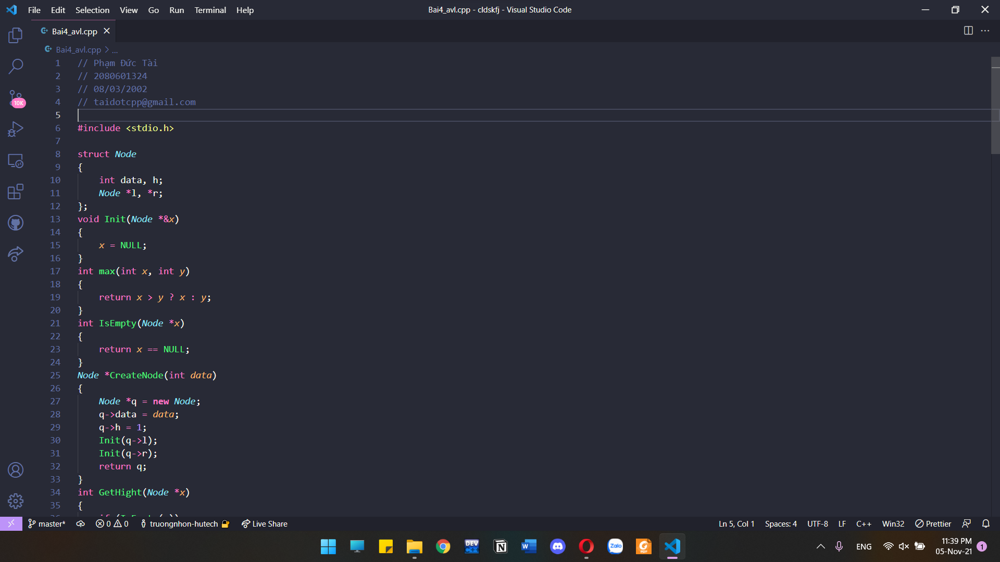 File Edit Selection View Go Run Terminal Help
Bai4_avl.cpp - cldskfj - Visual Studio Code
Bai4_avl.cpp
Bai4_avl.cpp > ...
10K
1 // Phạm Đức Tài
2 // 2080601324
3 // 08/03/2002
4 // taidotcpp@gmail.com
5
6 #include <stdio.h>
7
8 struct Node
9 {
10 int data, h;
11 Node *l, *r;
12 };
13 void Init(Node *&x)
14 {
15 x = NULL;
16 }
17 int max(int x, int y)
18 {
19 return x > y ? x : y;
20 }
21 int IsEmpty(Node *x)
22 {
23 return x == NULL;
24 }
25 Node *CreateNode(int data)
26 {
27 Node *q = new Node;
28 q->data = data;
29 q->h = 1;
30 Init(q->l);
31 Init(q->r);
32 return q;
33 }
34 int GetHight(Node *x)
35 {
master* 0 0 truongnhon-hutech Live Share Ln 5, Col 1 Spaces: 4 UTF-8 LF C++ Win32 Prettier
DEV C++ N W Zalo PDF
ENG 11:39 PM
05-Nov-21 1